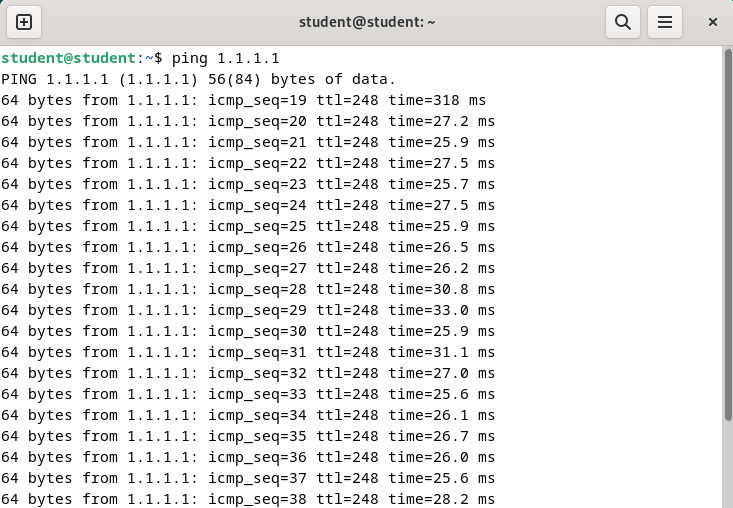 student@student: ~
student@student:~$ ping 1.1.1.1
PING 1.1.1.1 (1.1.1.1) 56(84) bytes of data.
64 bytes from 1.1.1.1: icmp_seq=19 ttl=248 time=318 ms
64 bytes from 1.1.1.1: icmp_seq=20 ttl=248 time=27.2 ms
64 bytes from 1.1.1.1: icmp_seq=21 ttl=248 time=25.9 ms
64 bytes from 1.1.1.1: icmp_seq=22 ttl=248 time=27.5 ms
64 bytes from 1.1.1.1: icmp_seq=23 ttl=248 time=25.7 ms
64 bytes from 1.1.1.1: icmp_seq=24 ttl=248 time=27.5 ms
64 bytes from 1.1.1.1: icmp_seq=25 ttl=248 time=25.9 ms
64 bytes from 1.1.1.1: icmp_seq=26 ttl=248 time=26.5 ms
64 bytes from 1.1.1.1: icmp_seq=27 ttl=248 time=26.2 ms
64 bytes from 1.1.1.1: icmp_seq=28 ttl=248 time=30.8 ms
64 bytes from 1.1.1.1: icmp_seq=29 ttl=248 time=33.0 ms
64 bytes from 1.1.1.1: icmp_seq=30 ttl=248 time=25.9 ms
64 bytes from 1.1.1.1: icmp_seq=31 ttl=248 time=31.1 ms
64 bytes from 1.1.1.1: icmp_seq=32 ttl=248 time=27.0 ms
64 bytes from 1.1.1.1: icmp_seq=33 ttl=248 time=25.6 ms
64 bytes from 1.1.1.1: icmp_seq=34 ttl=248 time=26.1 ms
64 bytes from 1.1.1.1: icmp_seq=35 ttl=248 time=26.7 ms
64 bytes from 1.1.1.1: icmp_seq=36 ttl=248 time=26.0 ms
64 bytes from 1.1.1.1: icmp_seq=37 ttl=248 time=25.6 ms
64 bytes from 1.1.1.1: icmp_seq=38 ttl=248 time=28.2 ms